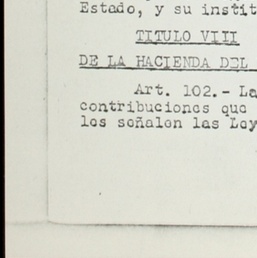 Estado, y su instit
TITULO VIII
DE LA HACIENDA DEL
Art. 102.- La
contribuciones que
los señalen las Ley